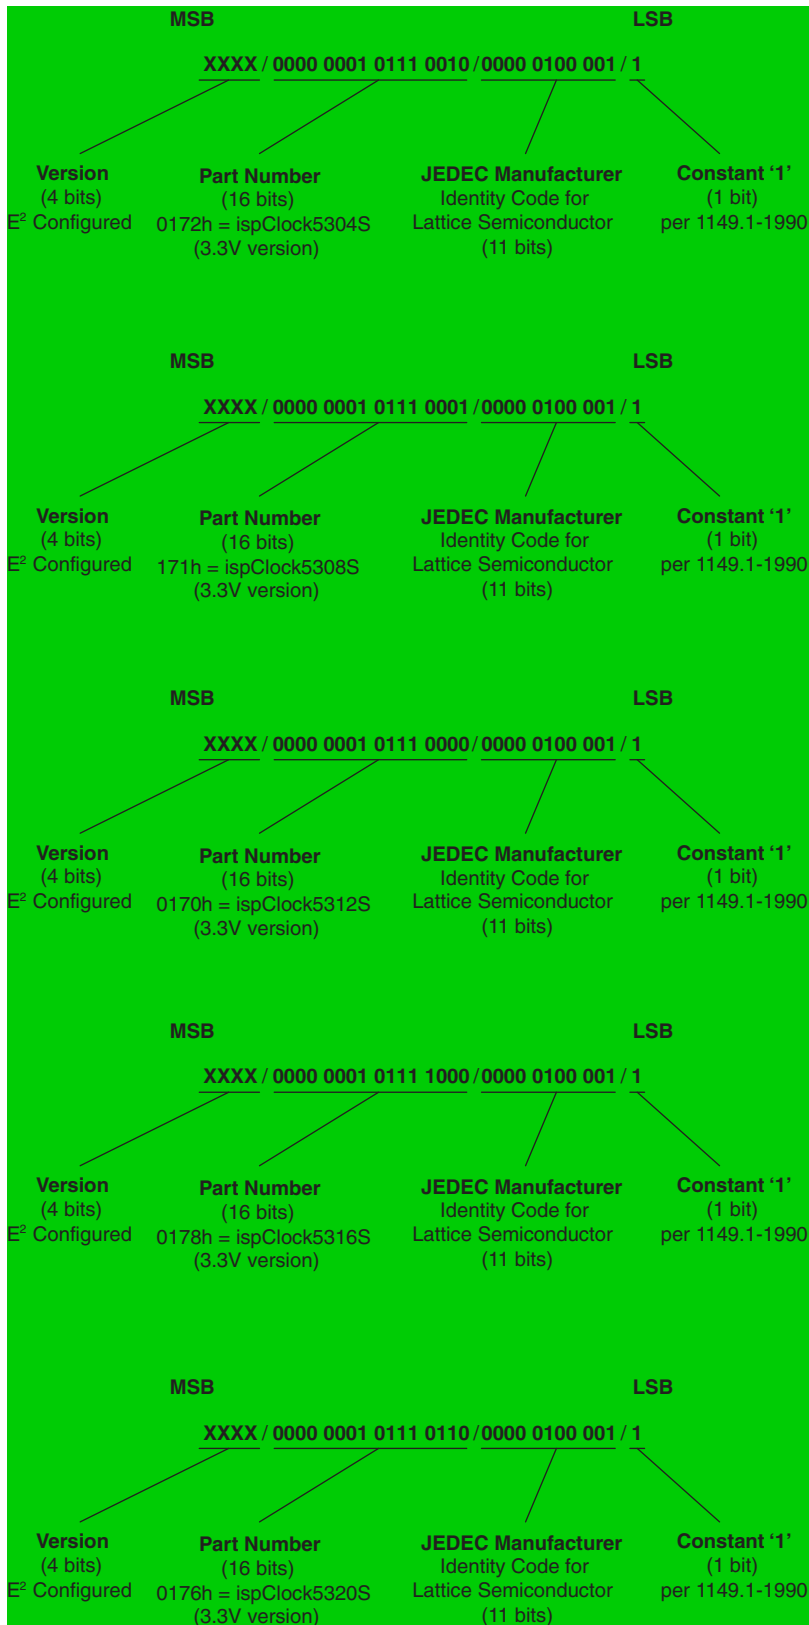 MSB LSB
XXXX / 0000 0001 0111 0010 / 0000 0100 001 / 1
Version Part Number JEDEC Manufacturer Constant ‘1’
(4 bits) (16 bits) Identity Code for (1 bit)
E² Configured 0172h = ispClock5304S Lattice Semiconductor per 1149.1-1990
(3.3V version) (11 bits)
MSB LSB
XXXX / 0000 0001 0111 0001 / 0000 0100 001 / 1
Version Part Number JEDEC Manufacturer Constant ‘1’
(4 bits) (16 bits) Identity Code for (1 bit)
E² Configured 171h = ispClock5308S Lattice Semiconductor per 1149.1-1990
(3.3V version) (11 bits)
MSB LSB
XXXX / 0000 0001 0111 0000 / 0000 0100 001 / 1
Version Part Number JEDEC Manufacturer Constant ‘1’
(4 bits) (16 bits) Identity Code for (1 bit)
E² Configured 0170h = ispClock5312S Lattice Semiconductor per 1149.1-1990
(3.3V version) (11 bits)
MSB LSB
XXXX / 0000 0001 0111 1000 / 0000 0100 001 / 1
Version Part Number JEDEC Manufacturer Constant ‘1’
(4 bits) (16 bits) Identity Code for (1 bit)
E² Configured 0178h = ispClock5316S Lattice Semiconductor per 1149.1-1990
(3.3V version) (11 bits)
MSB LSB
XXXX / 0000 0001 0111 0110 / 0000 0100 001 / 1
Version Part Number JEDEC Manufacturer Constant ‘1’
(4 bits) (16 bits) Identity Code for (1 bit)
E² Configured 0176h = ispClock5320S Lattice Semiconductor per 1149.1-1990
(3.3V version) (11 bits)